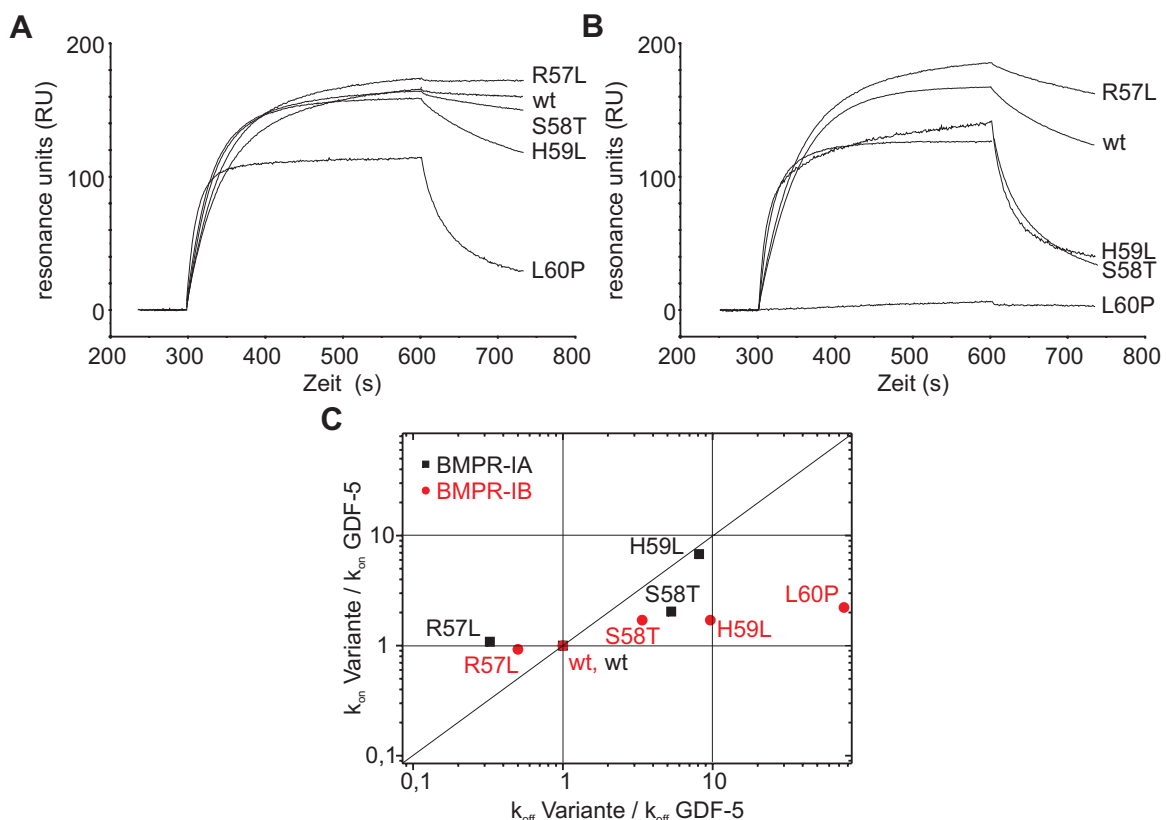 A
200
100
0
resonance units (RU)
200 300 400 500 600 700 800
Zeit (s)
R57L
wt
S58T
H59L
L60P
B
200
100
0
resonance units (RU)
200 300 400 500 600 700 800
Zeit (s)
R57L
wt
H59L
S58T
L60P
C
BMPR-IA
BMPR-IB
10
1
0,1
kon Variante / kon GDF-5
0,1 1 10
koff Variante / koff GDF-5
H59L
S58T
L60P
R57L
R57L
S58T
H59L
wt, wt